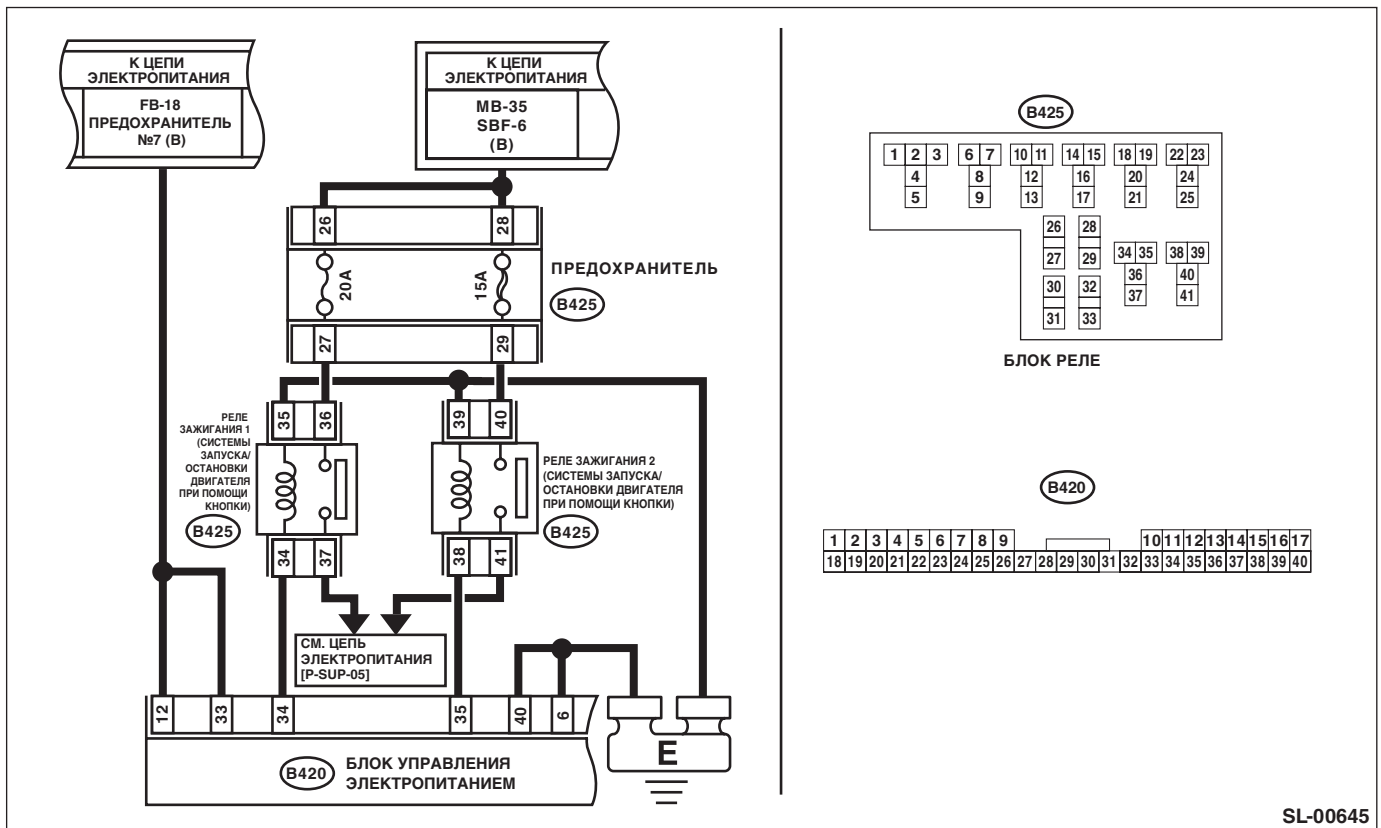 К ЦЕПИ
ЭЛЕКТРОПИТАНИЯ
FB-18
ПРЕДОХРАНИТЕЛЬ
№7 (B)
К ЦЕПИ
ЭЛЕКТРОПИТАНИЯ
MB-35
SBF-6
(B)
26
28
20A
15A
ПРЕДОХРАНИТЕЛЬ
B425
27
29
35
36
39
40
РЕЛЕ
ЗАЖИГАНИЯ 1
(СИСТЕМЫ
ЗАПУСКА/
ОСТАНОВКИ
ДВИГАТЕЛЯ
ПРИ ПОМОЩИ
КНОПКИ)
B425
РЕЛЕ ЗАЖИГАНИЯ 2
(СИСТЕМЫ ЗАПУСКА/
ОСТАНОВКИ ДВИГАТЕЛЯ
ПРИ ПОМОЩИ КНОПКИ)
B425
34
37
38
41
СМ. ЦЕПЬ
ЭЛЕКТРОПИТАНИЯ
[P-SUP-05]
12
33
34
35
40
6
E
B420
БЛОК УПРАВЛЕНИЯ
ЭЛЕКТРОПИТАНИЕМ
B425
1 2 3 6 7 10 11 14 15 18 19 22 23
4 8 12 16 20 24
5 9 13 17 21 25
26 28
27 29 34 35 38 39
30 32 36 40
31 33 37 41
БЛОК РЕЛЕ
B420
1 2 3 4 5 6 7 8 9 10 11 12 13 14 15 16 17
18 19 20 21 22 23 24 25 26 27 28 29 30 31 32 33 34 35 36 37 38 39 40
SL-00645